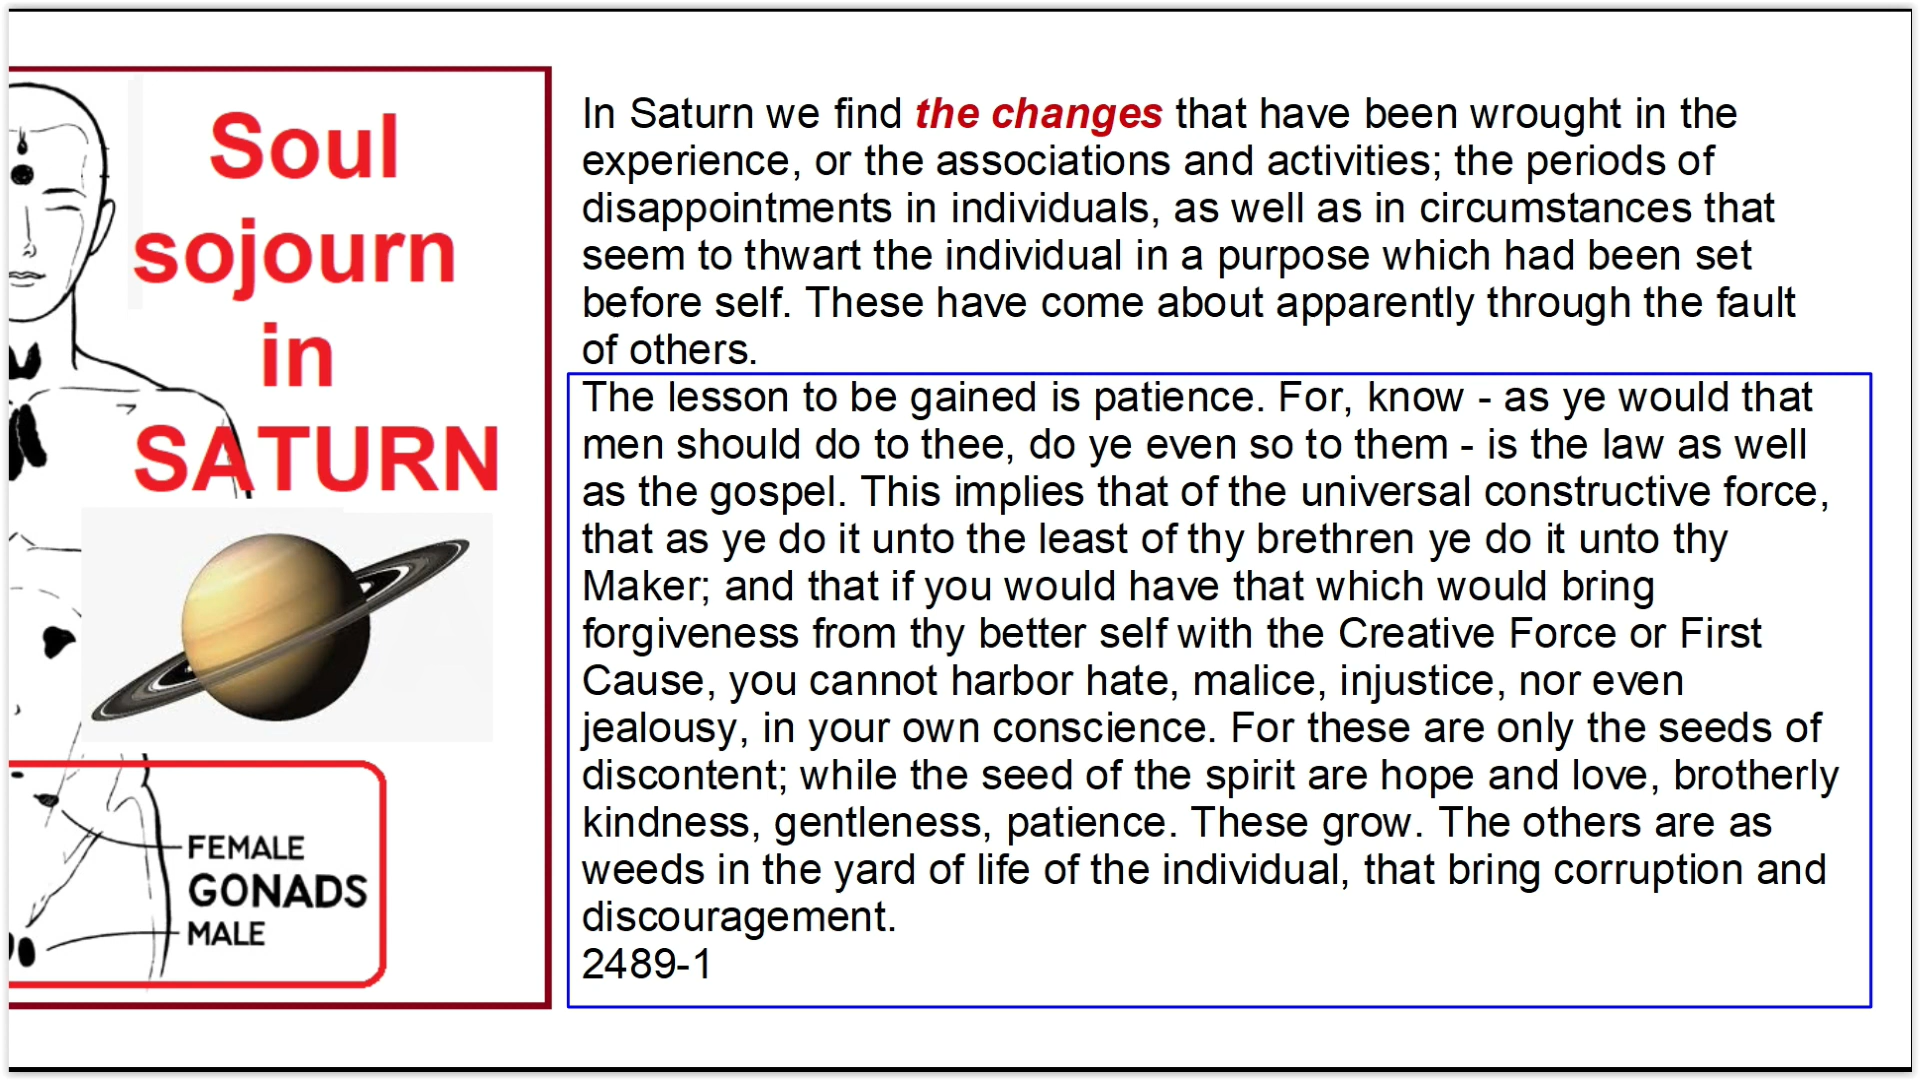 Soul
sojourn
in
SATURN
FEMALE
GONADS
MALE
In Saturn we find the changes that have been wrought in the
experience, or the associations and activities; the periods of
disappointments in individuals, as well as in circumstances that
seem to thwart the individual in a purpose which had been set
before self. These have come about apparently through the fault
of others.
The lesson to be gained is patience. For, know - as ye would that
men should do to thee, do ye even so to them - is the law as well
as the gospel. This implies that of the universal constructive force,
that as ye do it unto the least of thy brethren ye do it unto thy
Maker; and that if you would have that which would bring
forgiveness from thy better self with the Creative Force or First
Cause, you cannot harbor hate, malice, injustice, nor even
jealousy, in your own conscience. For these are only the seeds of
discontent; while the seed of the spirit are hope and love, brotherly
kindness, gentleness, patience. These grow. The others are as
weeds in the yard of life of the individual, that bring corruption and
discouragement.
2489-1